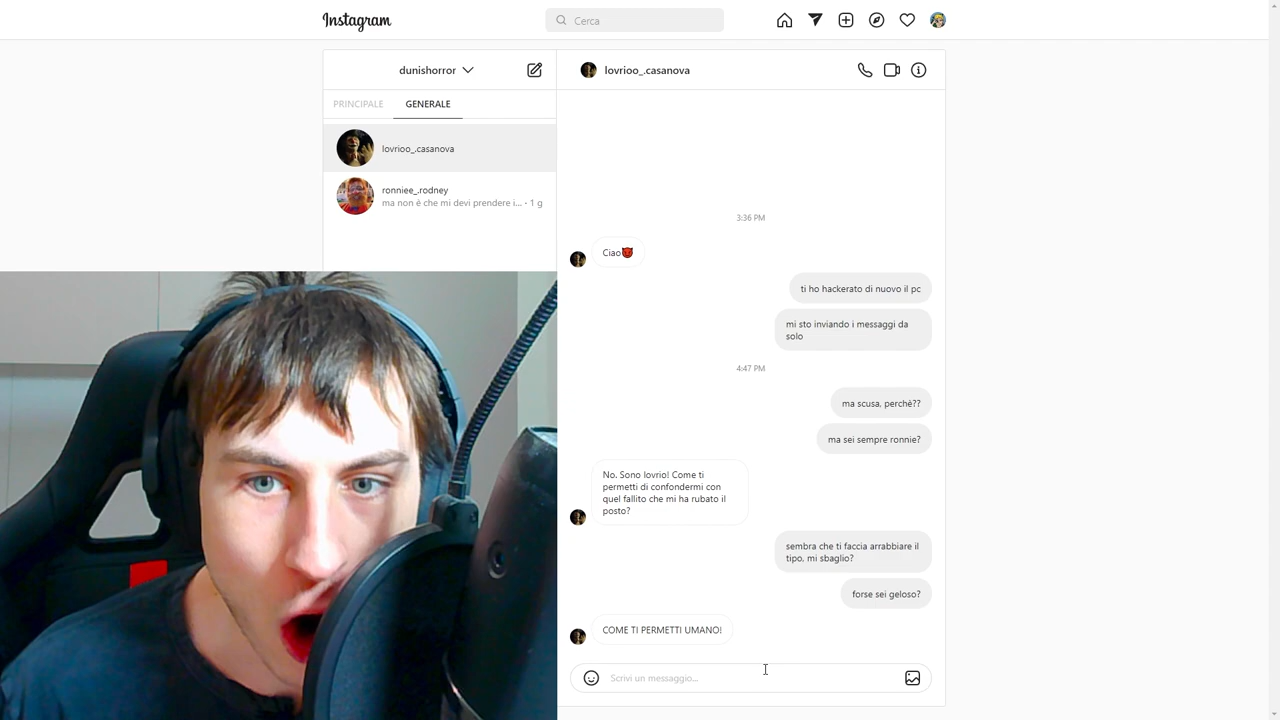 Instagram
Cerca
dunishorror
PRINCIPALE
GENERALE
lovrioo_.casanova
ronniee_.rodney
ma non è che mi devi prendere i... - 1 g
lovrioo_.casanova
3:36 PM
Ciao😈
ti ho hackerato di nuovo il pc
mi sto inviando i messaggi da
solo
4:47 PM
ma scusa, perchè??
ma sei sempre ronnie?
No. Sono lovrio! Come ti
permetti di confondermi con
quel fallito che mi ha rubato il
posto?
sembra che ti faccia arrabbiare il
tipo, mi sbaglio?
forse sei geloso?
COME TI PERMETTI UMANO!
Scrivi un messaggio...